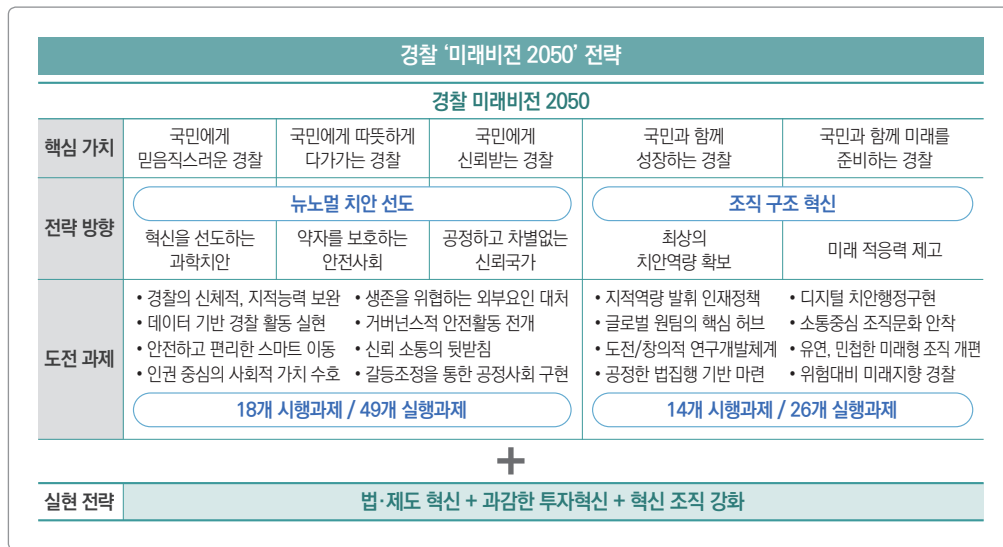 경찰 ‘미래비전 2050’ 전략
경찰 미래비전 2050
핵심 가치
국민에게
믿음직스러운 경찰
국민에게 따뜻하게
다가가는 경찰
국민에게
신뢰받는 경찰
국민과 함께
성장하는 경찰
국민과 함께 미래를
준비하는 경찰
전략 방향
뉴노멀 치안 선도
조직 구조 혁신
혁신을 선도하는
과학치안
약자를 보호하는
안전사회
공정하고 차별없는
신뢰국가
최상의
치안역량 확보
미래 적응력 제고
도전 과제
• 경찰의 신체적, 지적능력 보완
• 데이터 기반 경찰 활동 실현
• 안전하고 편리한 스마트 이동
• 인권 중심의 사회적 가치 수호
• 생존을 위협하는 외부요인 대처
• 거버넌스적 안전활동 전개
• 신뢰 소통의 뒷받침
• 갈등조정을 통한 공정사회 구현
18개 시행과제 / 49개 실행과제
• 지적역량 발휘 인재정책
• 글로벌 원팀의 핵심 허브
• 도전/창의적 연구개발체계
• 공정한 법집행 기반 마련
• 디지털 치안행정구현
• 소통중심 조직문화 안착
• 유연, 민첩한 미래형 조직 개편
• 위험대비 미래지향 경찰
14개 시행과제 / 26개 실행과제
+
실현 전략
법·제도 혁신 + 과감한 투자혁신 + 혁신 조직 강화